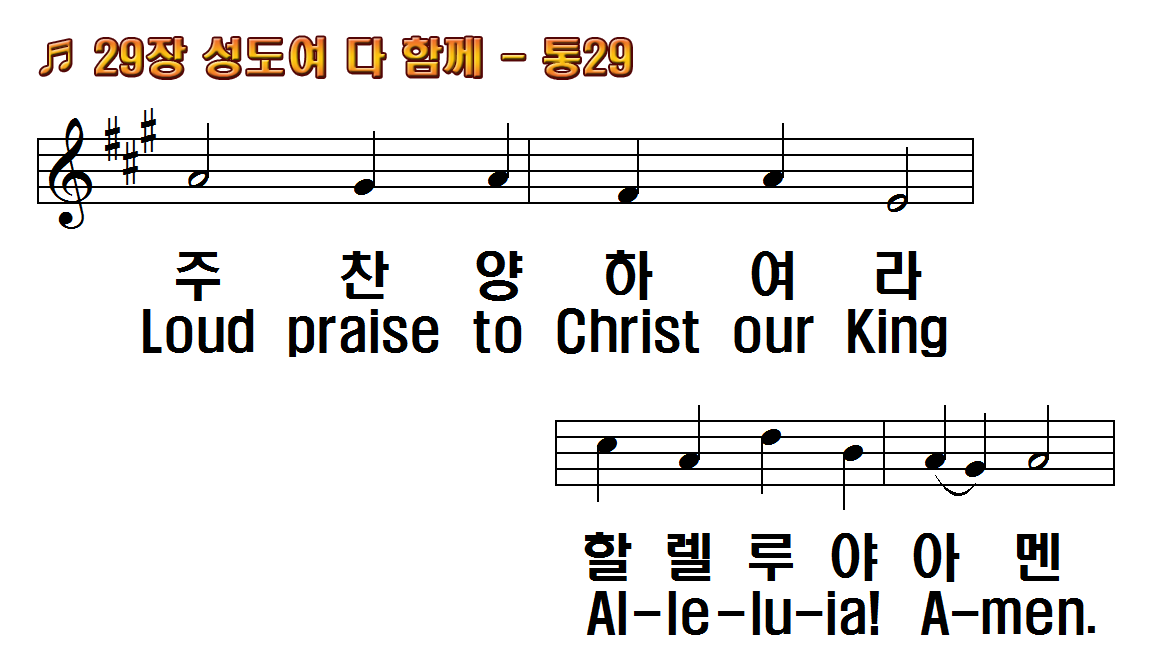 29장 성도여 다 함께 - 통29
주 찬 양 하 여 라
Loud praise to Christ our King
할 렐 루 야 아 멘
Al-le-lu-ia! A-men.